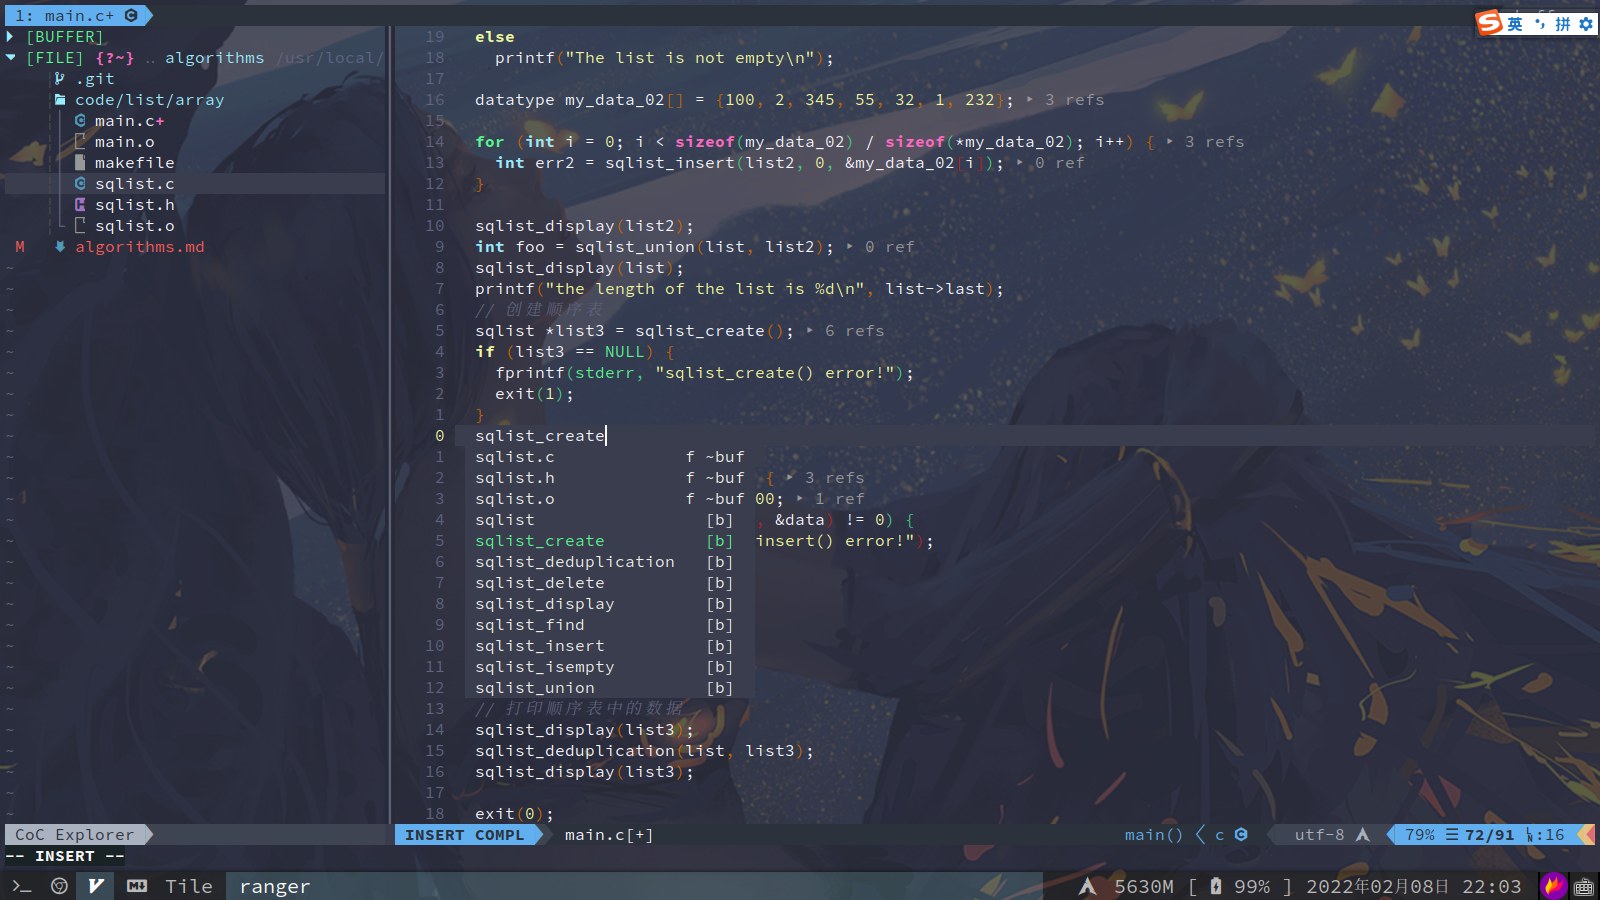 1: main.c+
英 拼
[BUFFER]
[FILE] {?~} .. algorithms /usr/local/
.git
code/list/array
main.c+
main.o
makefile
sqlist.c
sqlist.h
sqlist.o
M algorithms.md
19 else
18 printf("The list is not empty\n");
17
16 datatype my_data_02[] = {100, 2, 345, 55, 32, 1, 232}; ‣ 3 refs
15
14 for (int i = 0; i < sizeof(my_data_02) / sizeof(*my_data_02); i++) { ‣ 3 refs
13 int err2 = sqlist_insert(list2, 0, &my_data_02[i]); ‣ 0 ref
12 }
11
10 sqlist_display(list2);
9 int foo = sqlist_union(list, list2); ‣ 0 ref
8 sqlist_display(list);
7 printf("the length of the list is %d\n", list->last);
6 // 创建顺序表
5 sqlist *list3 = sqlist_create(); ‣ 6 refs
4 if (list3 == NULL) {
3 fprintf(stderr, "sqlist_create() error!");
2 exit(1);
1 }
0 sqlist_create
1 sqlist.c f ~buf
2 sqlist.h f ~buf { ‣ 3 refs
3 sqlist.o f ~buf 00; ‣ 1 ref
4 sqlist [b] , &data) != 0) {
5 sqlist_create [b] insert() error!");
6 sqlist_deduplication [b]
7 sqlist_delete [b]
8 sqlist_display [b]
9 sqlist_find [b]
10 sqlist_insert [b]
11 sqlist_isempty [b]
12 sqlist_union [b]
13 // 打印顺序表中的数据
14 sqlist_display(list3);
15 sqlist_deduplication(list, list3);
16 sqlist_display(list3);
17
18 exit(0);
CoC Explorer INSERT COMPL main.c[+] main() c utf-8 79% ☰ 72/91 :16
-- INSERT --
>_ V Tile ranger 5630M [ 99% ] 2022年02月08日 22:03